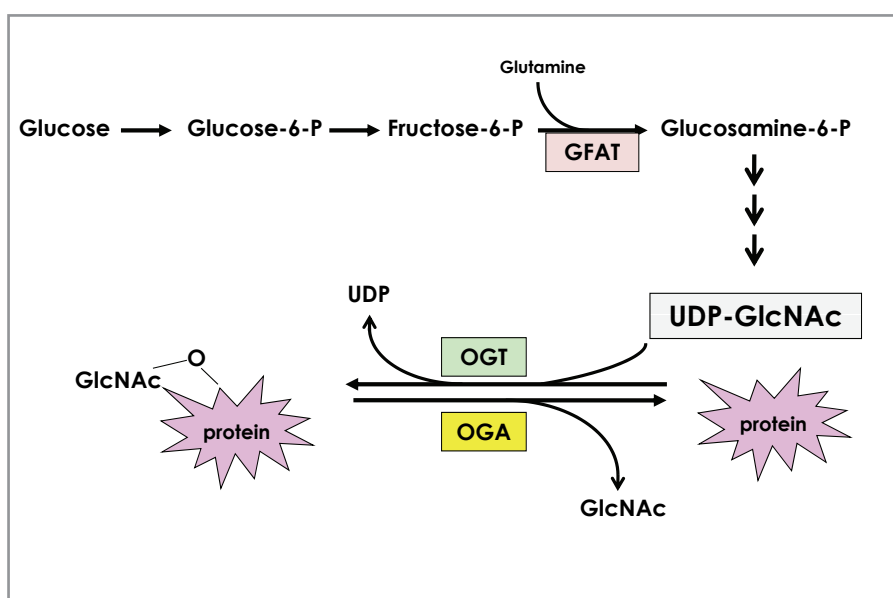 Glutamine
Glucose
Glucose-6-P
Fructose-6-P
Glucosamine-6-P
GFAT
UDP
UDP-GlcNAc
OGT
O
GlcNAc
protein
protein
OGA
GlcNAc